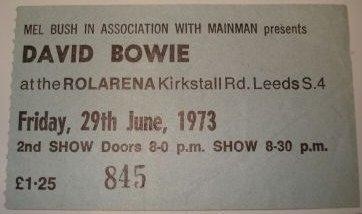 MEL BUSH IN ASSOCIATION WITH MAINMAN presents
DAVID BOWIE
at the ROLARENA Kirkstall Rd. Leeds S.4
Friday, 29th June, 1973
2nd SHOW Doors 8-0 p.m. SHOW 8-30 p.m.
£1·25 845